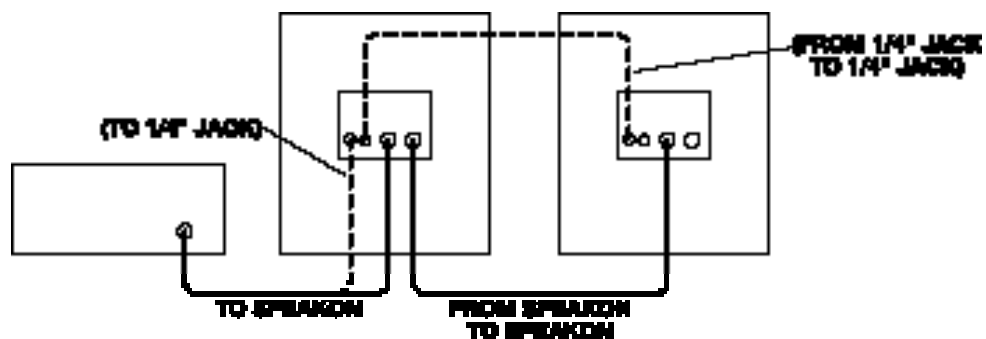 (FROM 1/4" JACK
TO 1/4" JACK)
(TO 1/4" JACK)
TO SPEAKON
FROM SPEAKON
TO SPEAKON